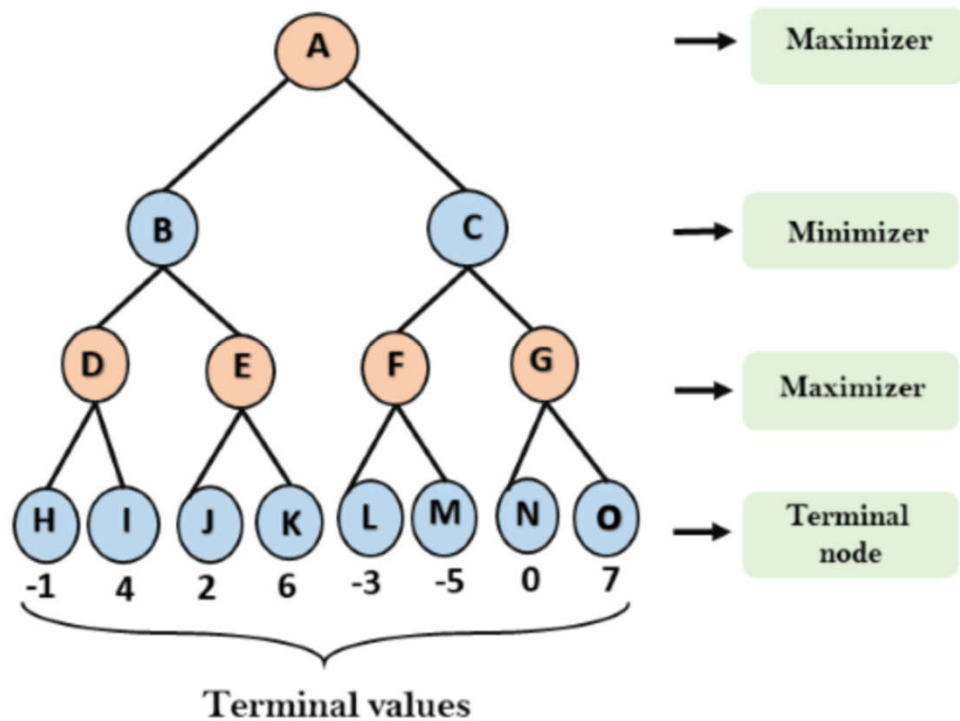 A
Maximizer
B
C
Minimizer
D
E
F
G
Maximizer
H
I
J
K
L
M
N
O
Terminal
node
-1
4
2
6
-3
-5
0
7
Terminal values